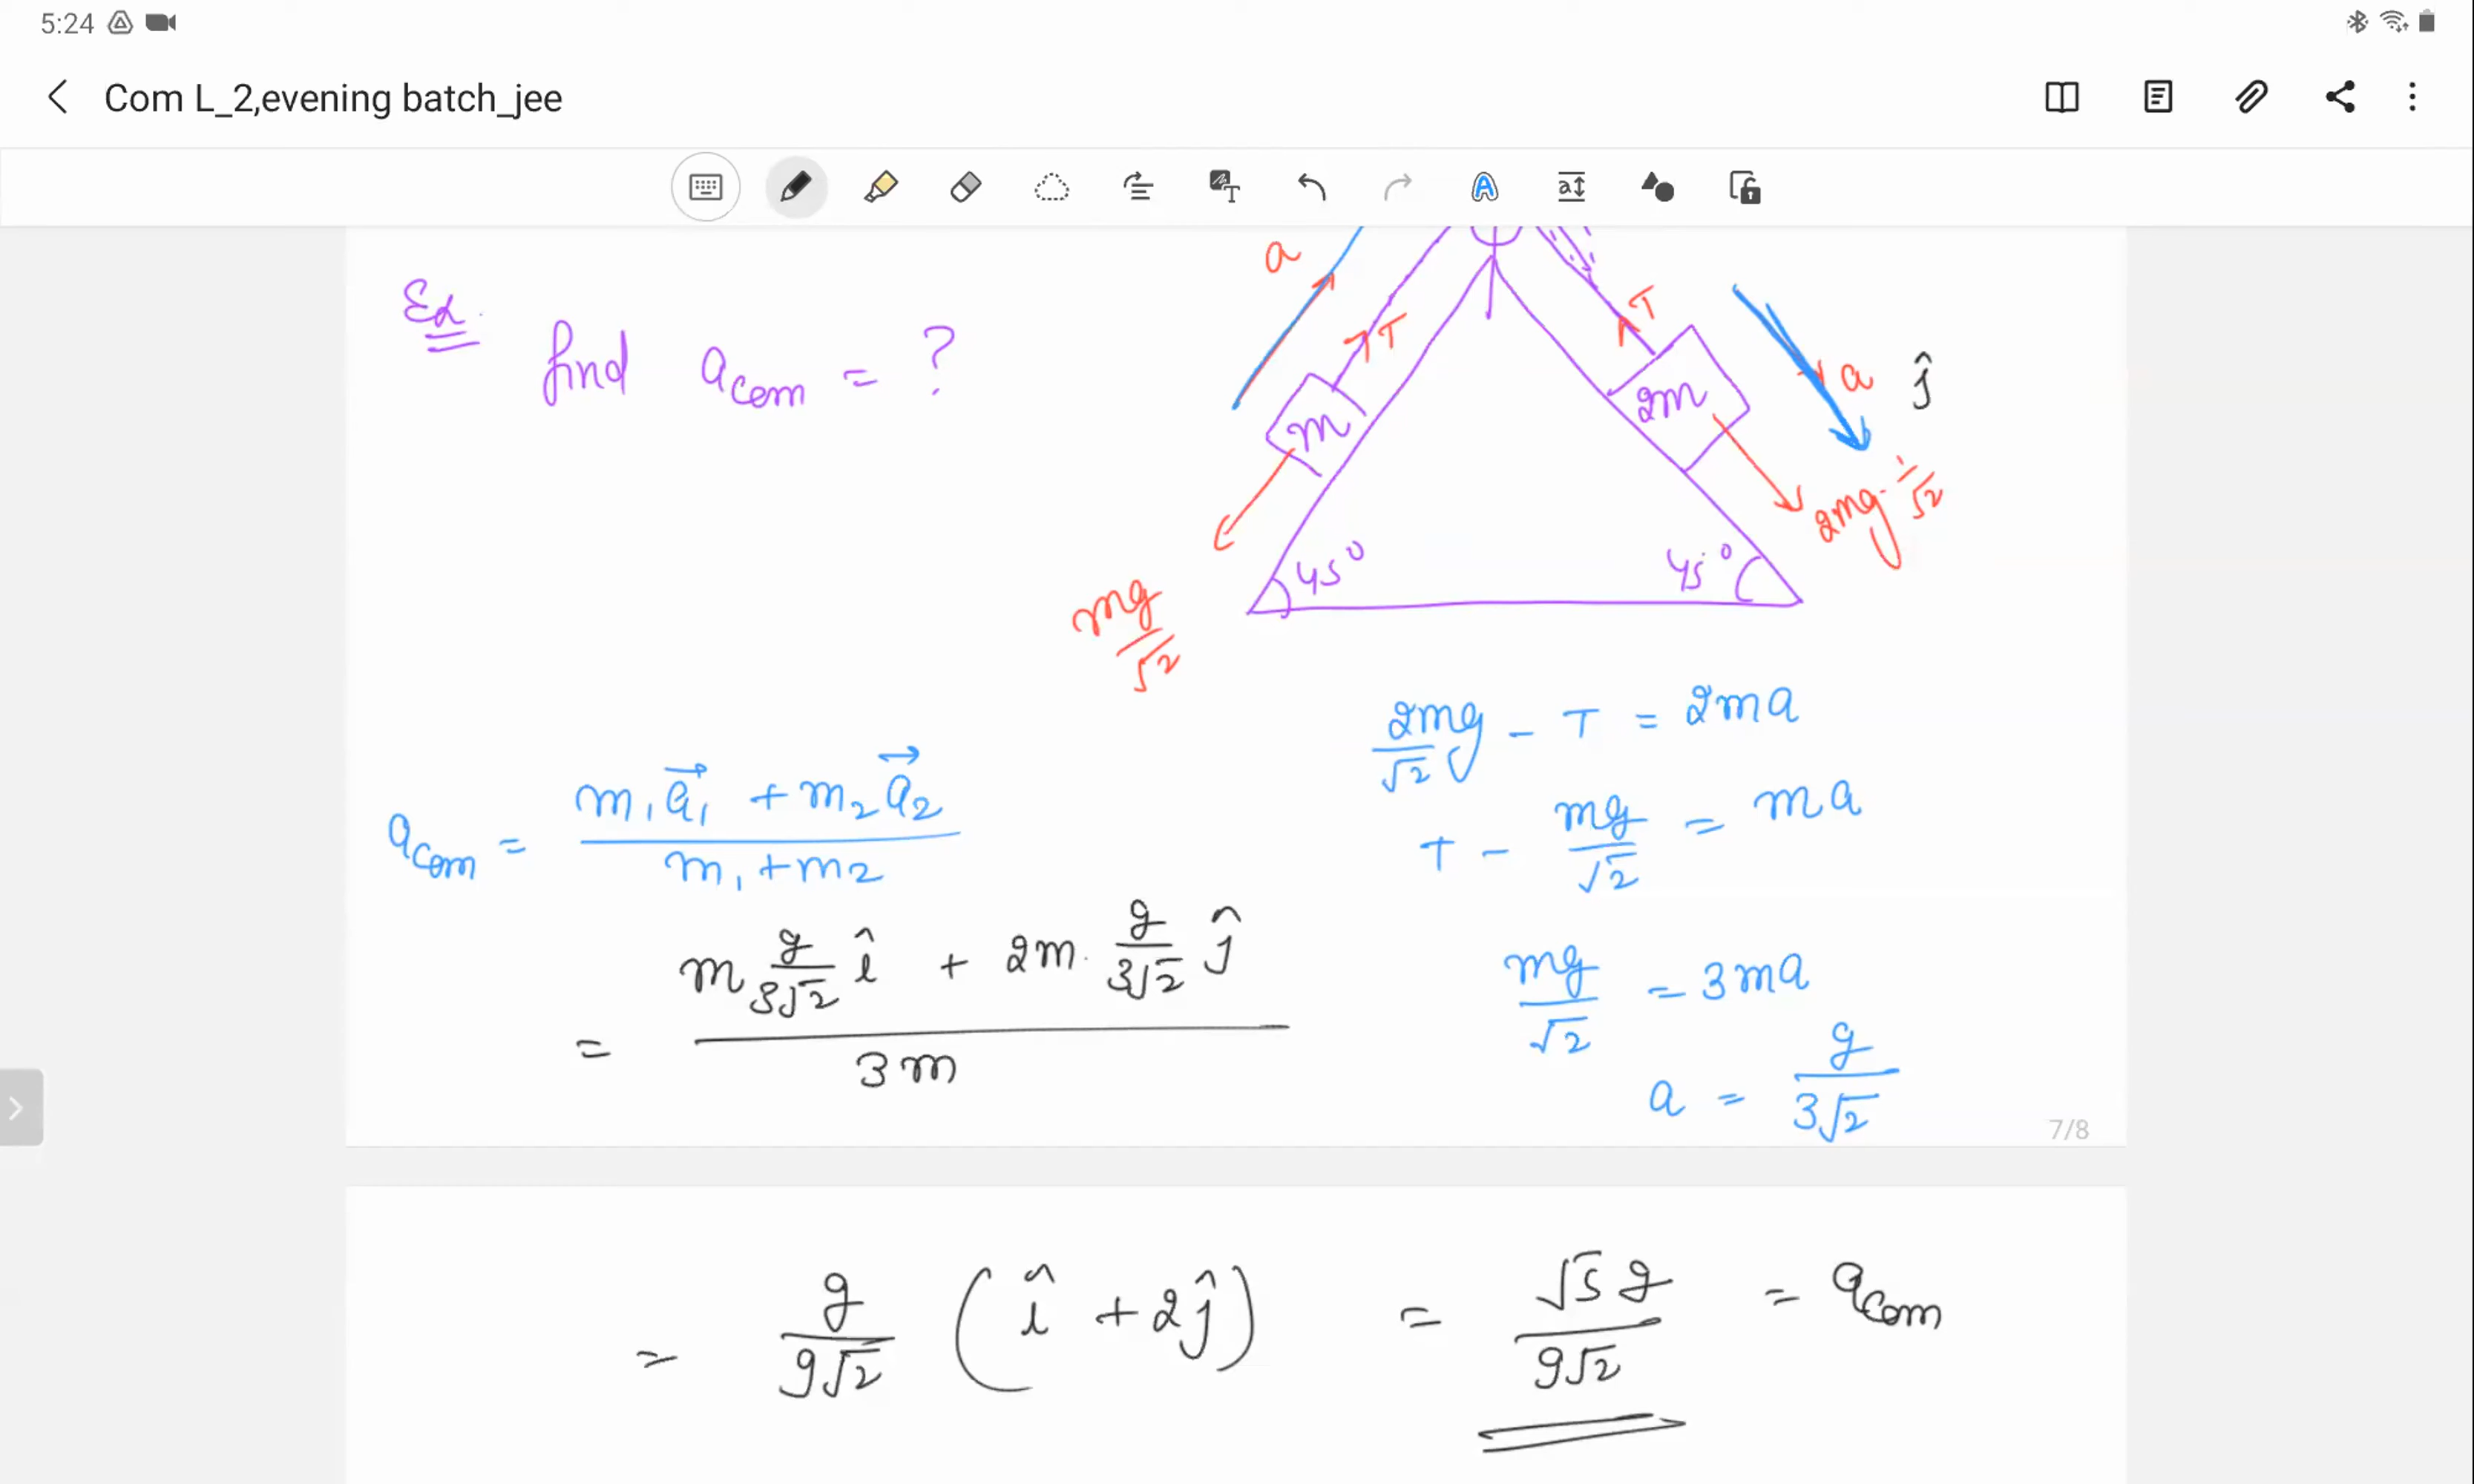 5:24
Com L_2,evening batch_jee
Ex.
find a_com = ?
a
T
T
m
2m
a
ĵ
2mg·1/√2
mg/√2
45°
45°
2mg/√2 - T = 2ma
T - mg/√2 = ma
mg/√2 = 3ma
a = g/3√2
a_com = (m₁a⃗₁ + m₂a⃗₂)/(m₁+m₂)
= (m g/3√2 î + 2m. g/3√2 ĵ)/3m
7/8
= g/9√2 (î + 2ĵ) = √5 g/9√2 = a_com